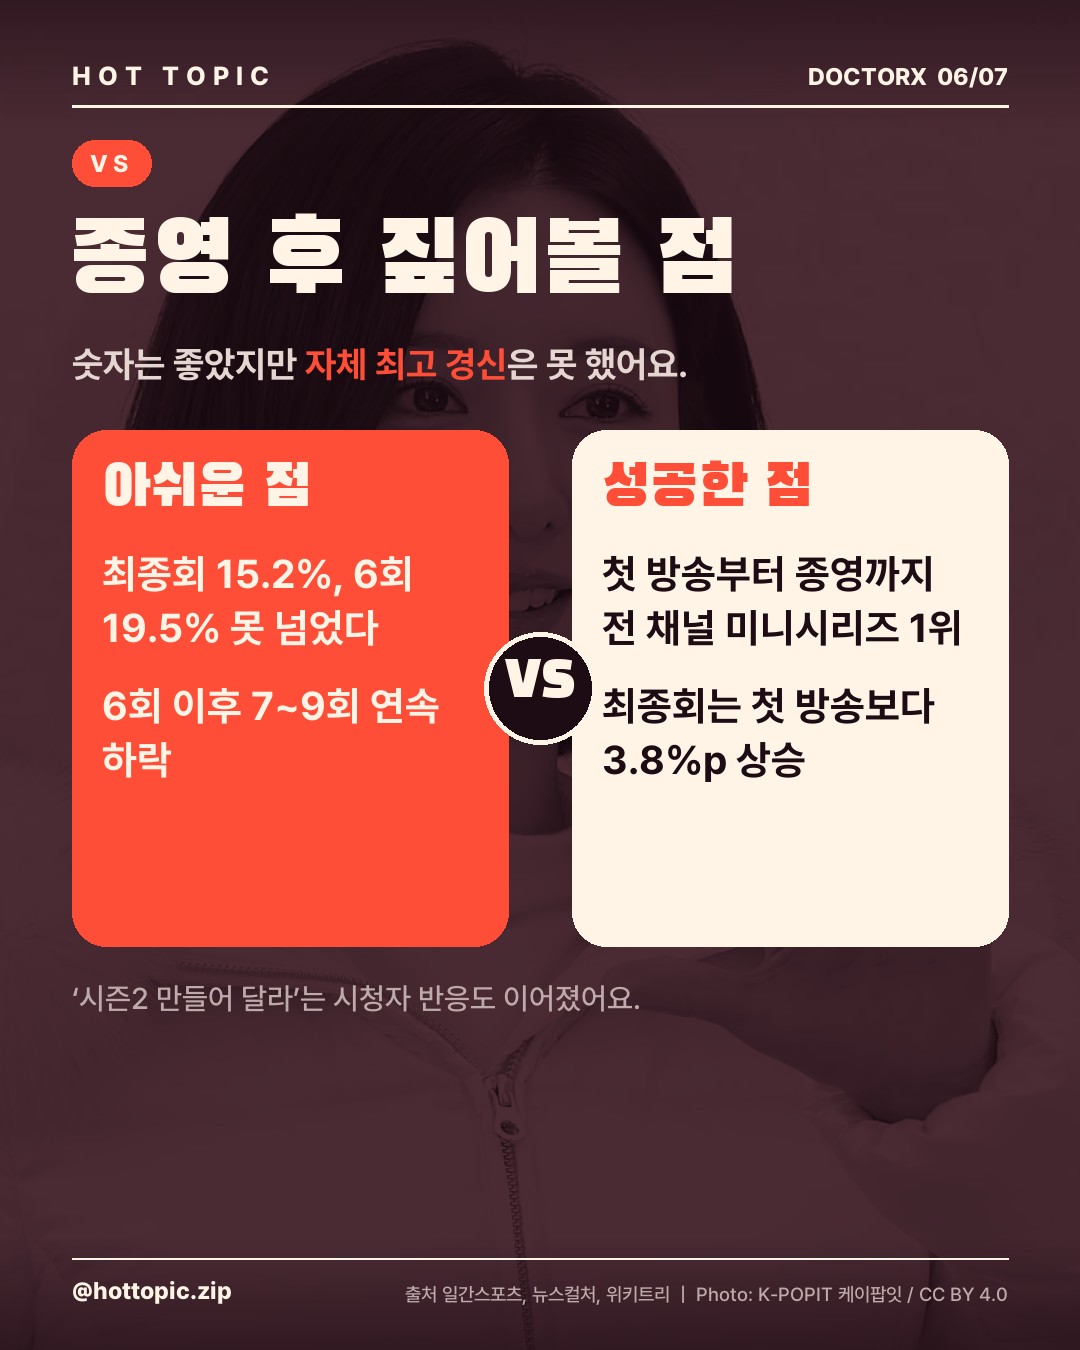 HOT TOPIC
DOCTORX 06/07
VS
종영 후 짚어볼 점
숫자는 좋았지만 자체 최고 경신은 못 했어요.
아쉬운 점
최종회 15.2%, 6회
19.5% 못 넘었다
6회 이후 7~9회 연속
하락
VS
성공한 점
첫 방송부터 종영까지
전 채널 미니시리즈 1위
최종회는 첫 방송보다
3.8%p 상승
‘시즌2 만들어 달라’는 시청자 반응도 이어졌어요.
@hottopic.zip
출처 일간스포츠, 뉴스컬처, 위키트리 | Photo: K-POPIT 케이팝잇 / CC BY 4.0